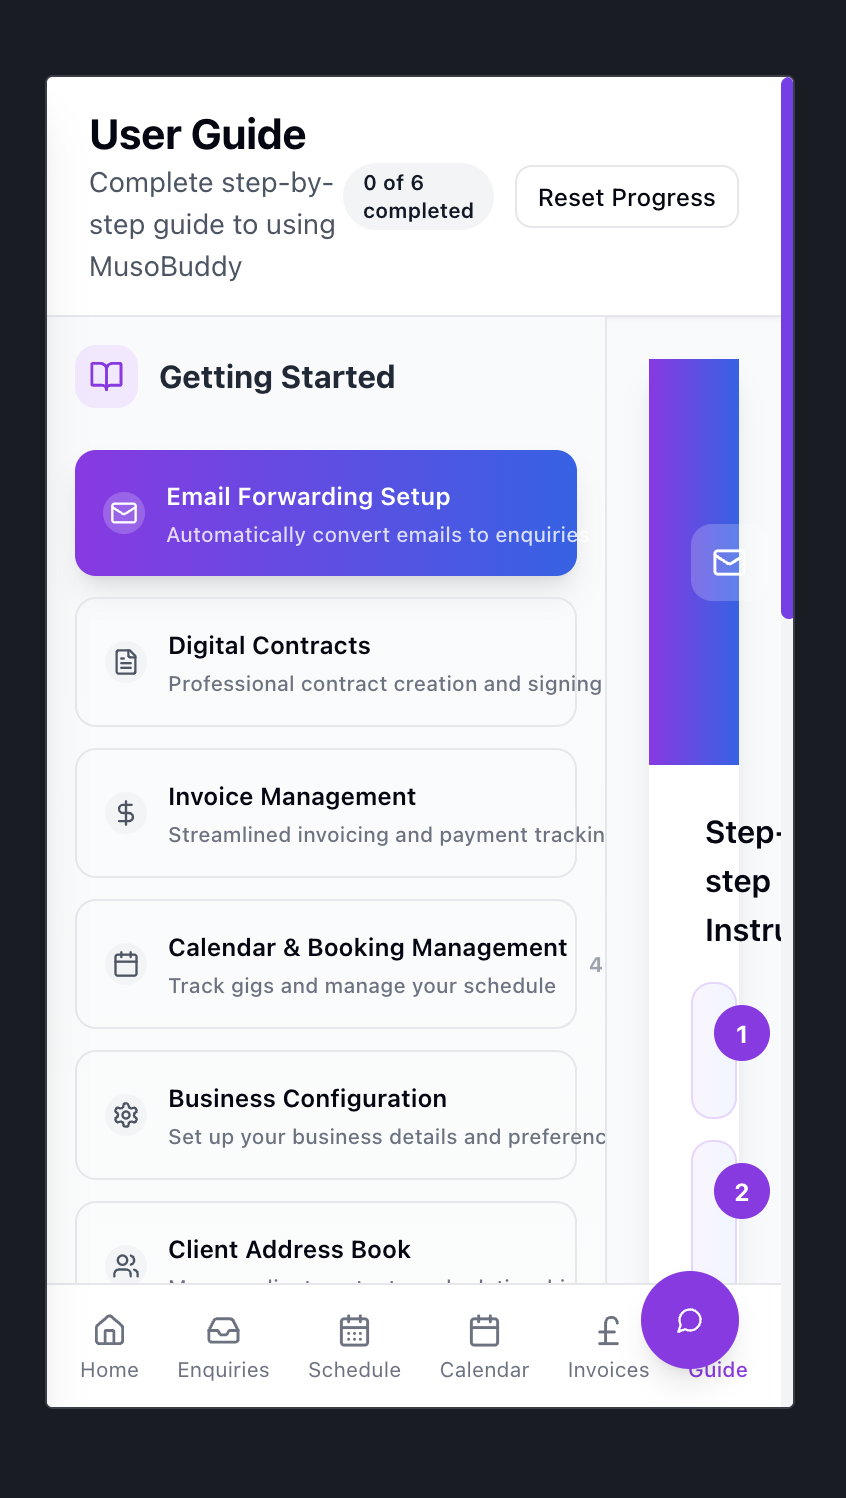 User Guide
Complete step-by-
step guide to using
MusoBuddy
0 of 6
completed
Reset Progress
Getting Started
Email Forwarding Setup
Automatically convert emails to enquiries
Digital Contracts
Professional contract creation and signing
Invoice Management
Streamlined invoicing and payment trackin
Calendar & Booking Management
4
Track gigs and manage your schedule
Business Configuration
Set up your business details and preferenc
Client Address Book
Step-
step
Instru
1
2
Home
Enquiries
Schedule
Calendar
Invoices
Guide